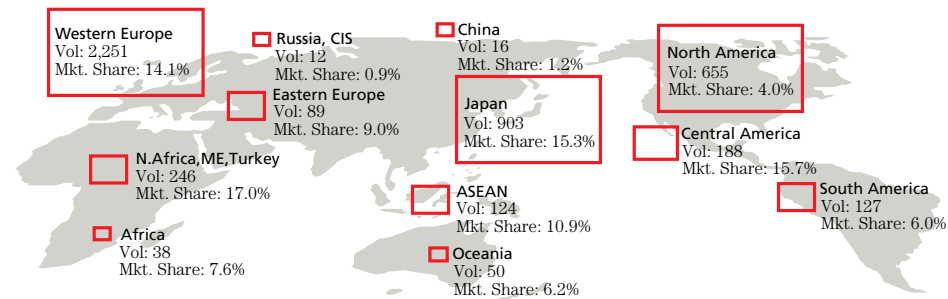 Western Europe
Vol: 2,251
Mkt. Share: 14.1%
Russia, CIS
Vol: 12
Mkt. Share: 0.9%
China
Vol: 16
Mkt. Share: 1.2%
North America
Vol: 655
Mkt. Share: 4.0%
Eastern Europe
Vol: 89
Mkt. Share: 9.0%
Japan
Vol: 903
Mkt. Share: 15.3%
Central America
Vol: 188
Mkt. Share: 15.7%
N.Africa,ME,Turkey
Vol: 246
Mkt. Share: 17.0%
ASEAN
Vol: 124
Mkt. Share: 10.9%
South America
Vol: 127
Mkt. Share: 6.0%
Africa
Vol: 38
Mkt. Share: 7.6%
Oceania
Vol: 50
Mkt. Share: 6.2%